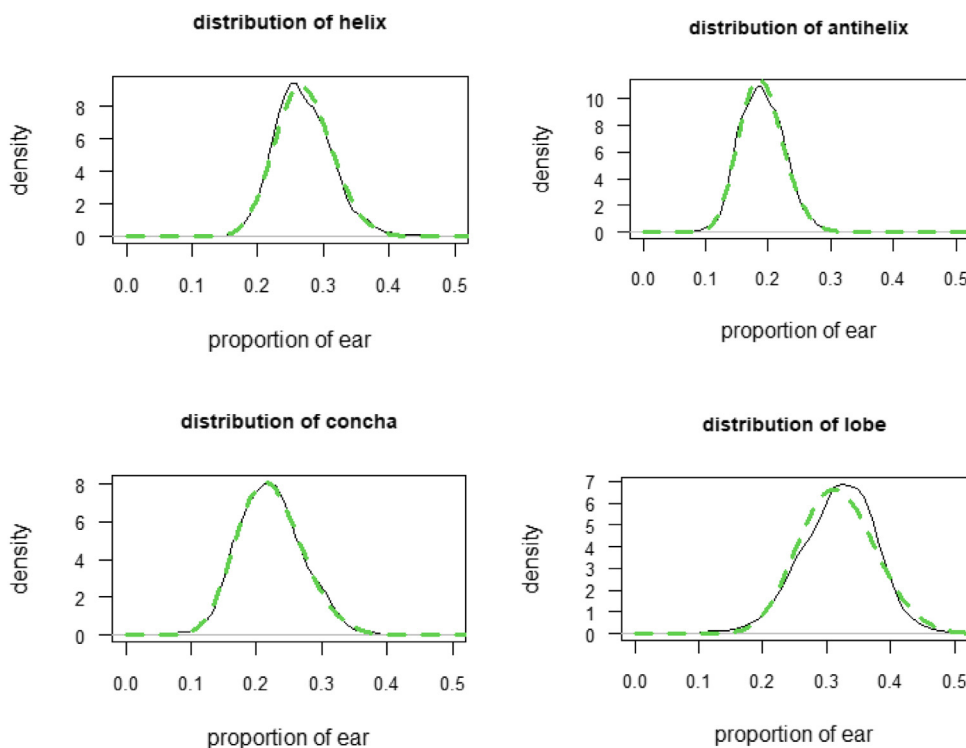 distribution of helix
density
8
6
4
2
0
0.0 0.1 0.2 0.3 0.4 0.5
proportion of ear
distribution of antihelix
density
10
8
6
4
2
0
0.0 0.1 0.2 0.3 0.4 0.5
proportion of ear
distribution of concha
density
8
6
4
2
0
0.0 0.1 0.2 0.3 0.4 0.5
proportion of ear
distribution of lobe
density
7
6
5
4
3
2
1
0
0.0 0.1 0.2 0.3 0.4 0.5
proportion of ear